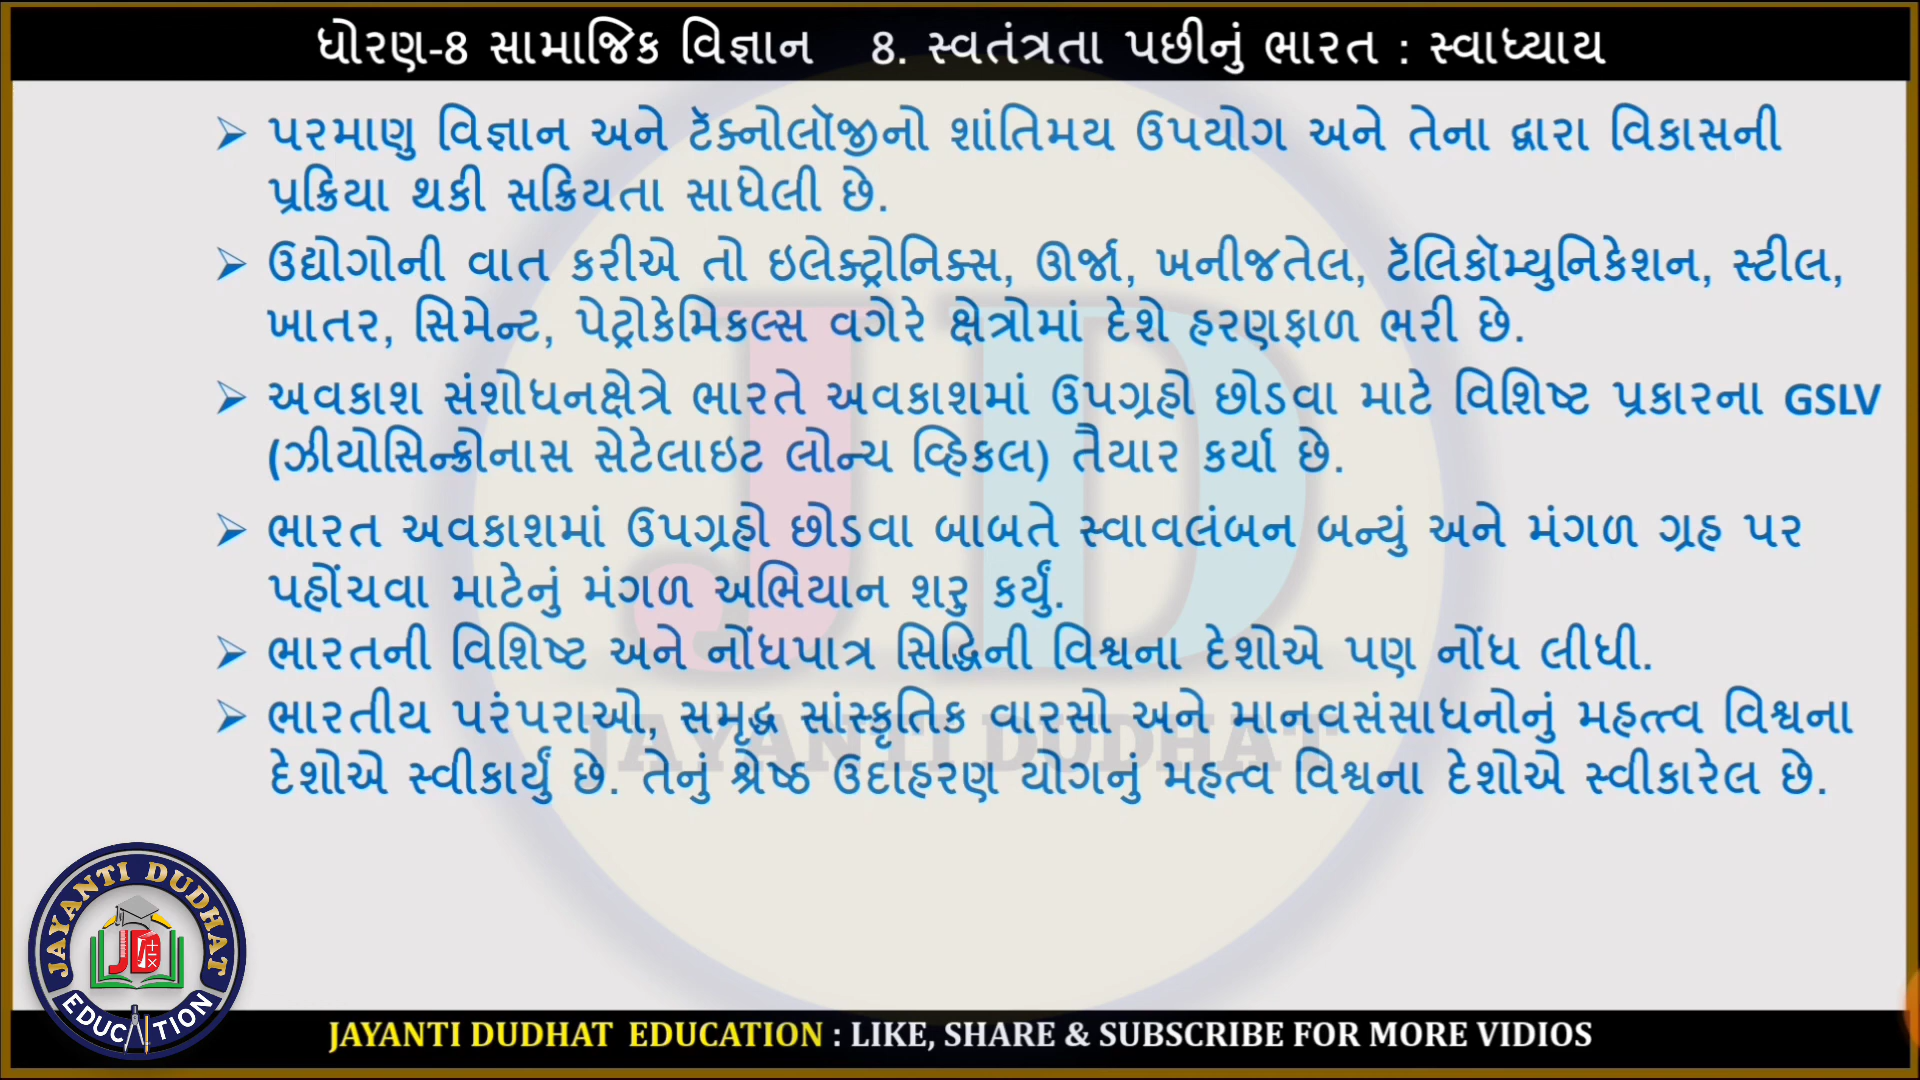 ધોરણ-8 સામાજિક વિજ્ઞાન 8. સ્વતંત્રતા પછીનું ભારત : સ્વાધ્યાય
➢ પરમાણુ વિજ્ઞાન અને ટૅક્નોલૉજીનો શાંતિમય ઉપયોગ અને તેના દ્વારા વિકાસની
પ્રક્રિયા થકી સક્રિયતા સાધેલી છે.
➢ ઉદ્યોગોની વાત કરીએ તો ઇલેક્ટ્રોનિક્સ, ઊર્જા, ખનીજતેલ, ટૅલિકૉમ્યુનિકેશન, સ્ટીલ,
ખાતર, સિમેન્ટ, પેટ્રોકેમિકલ્સ વગેરે ક્ષેત્રોમાં દેશે હરણફાળ ભરી છે.
➢ અવકાશ સંશોધનક્ષેત્રે ભારતે અવકાશમાં ઉપગ્રહો છોડવા માટે વિશિષ્ટ પ્રકારના GSLV
(ઝીયોસિન્ક્રોનાસ સેટેલાઇટ લોન્ચ વ્હિકલ) તૈયાર કર્યા છે.
➢ ભારત અવકાશમાં ઉપગ્રહો છોડવા બાબતે સ્વાવલંબન બન્યું અને મંગળ ગ્રહ પર
પહોંચવા માટેનું મંગળ અભિયાન શરુ કર્યું.
➢ ભારતની વિશિષ્ટ અને નોંધપાત્ર સિદ્ધિની વિશ્વના દેશોએ પણ નોંધ લીધી.
➢ ભારતીય પરંપરાઓ, સમૃદ્ધ સાંસ્કૃતિક વારસો અને માનવસંસાધનોનું મહત્ત્વ વિશ્વના
દેશોએ સ્વીકાર્યું છે. તેનું શ્રેષ્ઠ ઉદાહરણ યોગનું મહત્વ વિશ્વના દેશોએ સ્વીકારેલ છે.
JD
JAYANTI DUDHAT
JAYANTI DUDHAT
JD
EDUCATION
JAYANTI DUDHAT EDUCATION : LIKE, SHARE & SUBSCRIBE FOR MORE VIDIOS